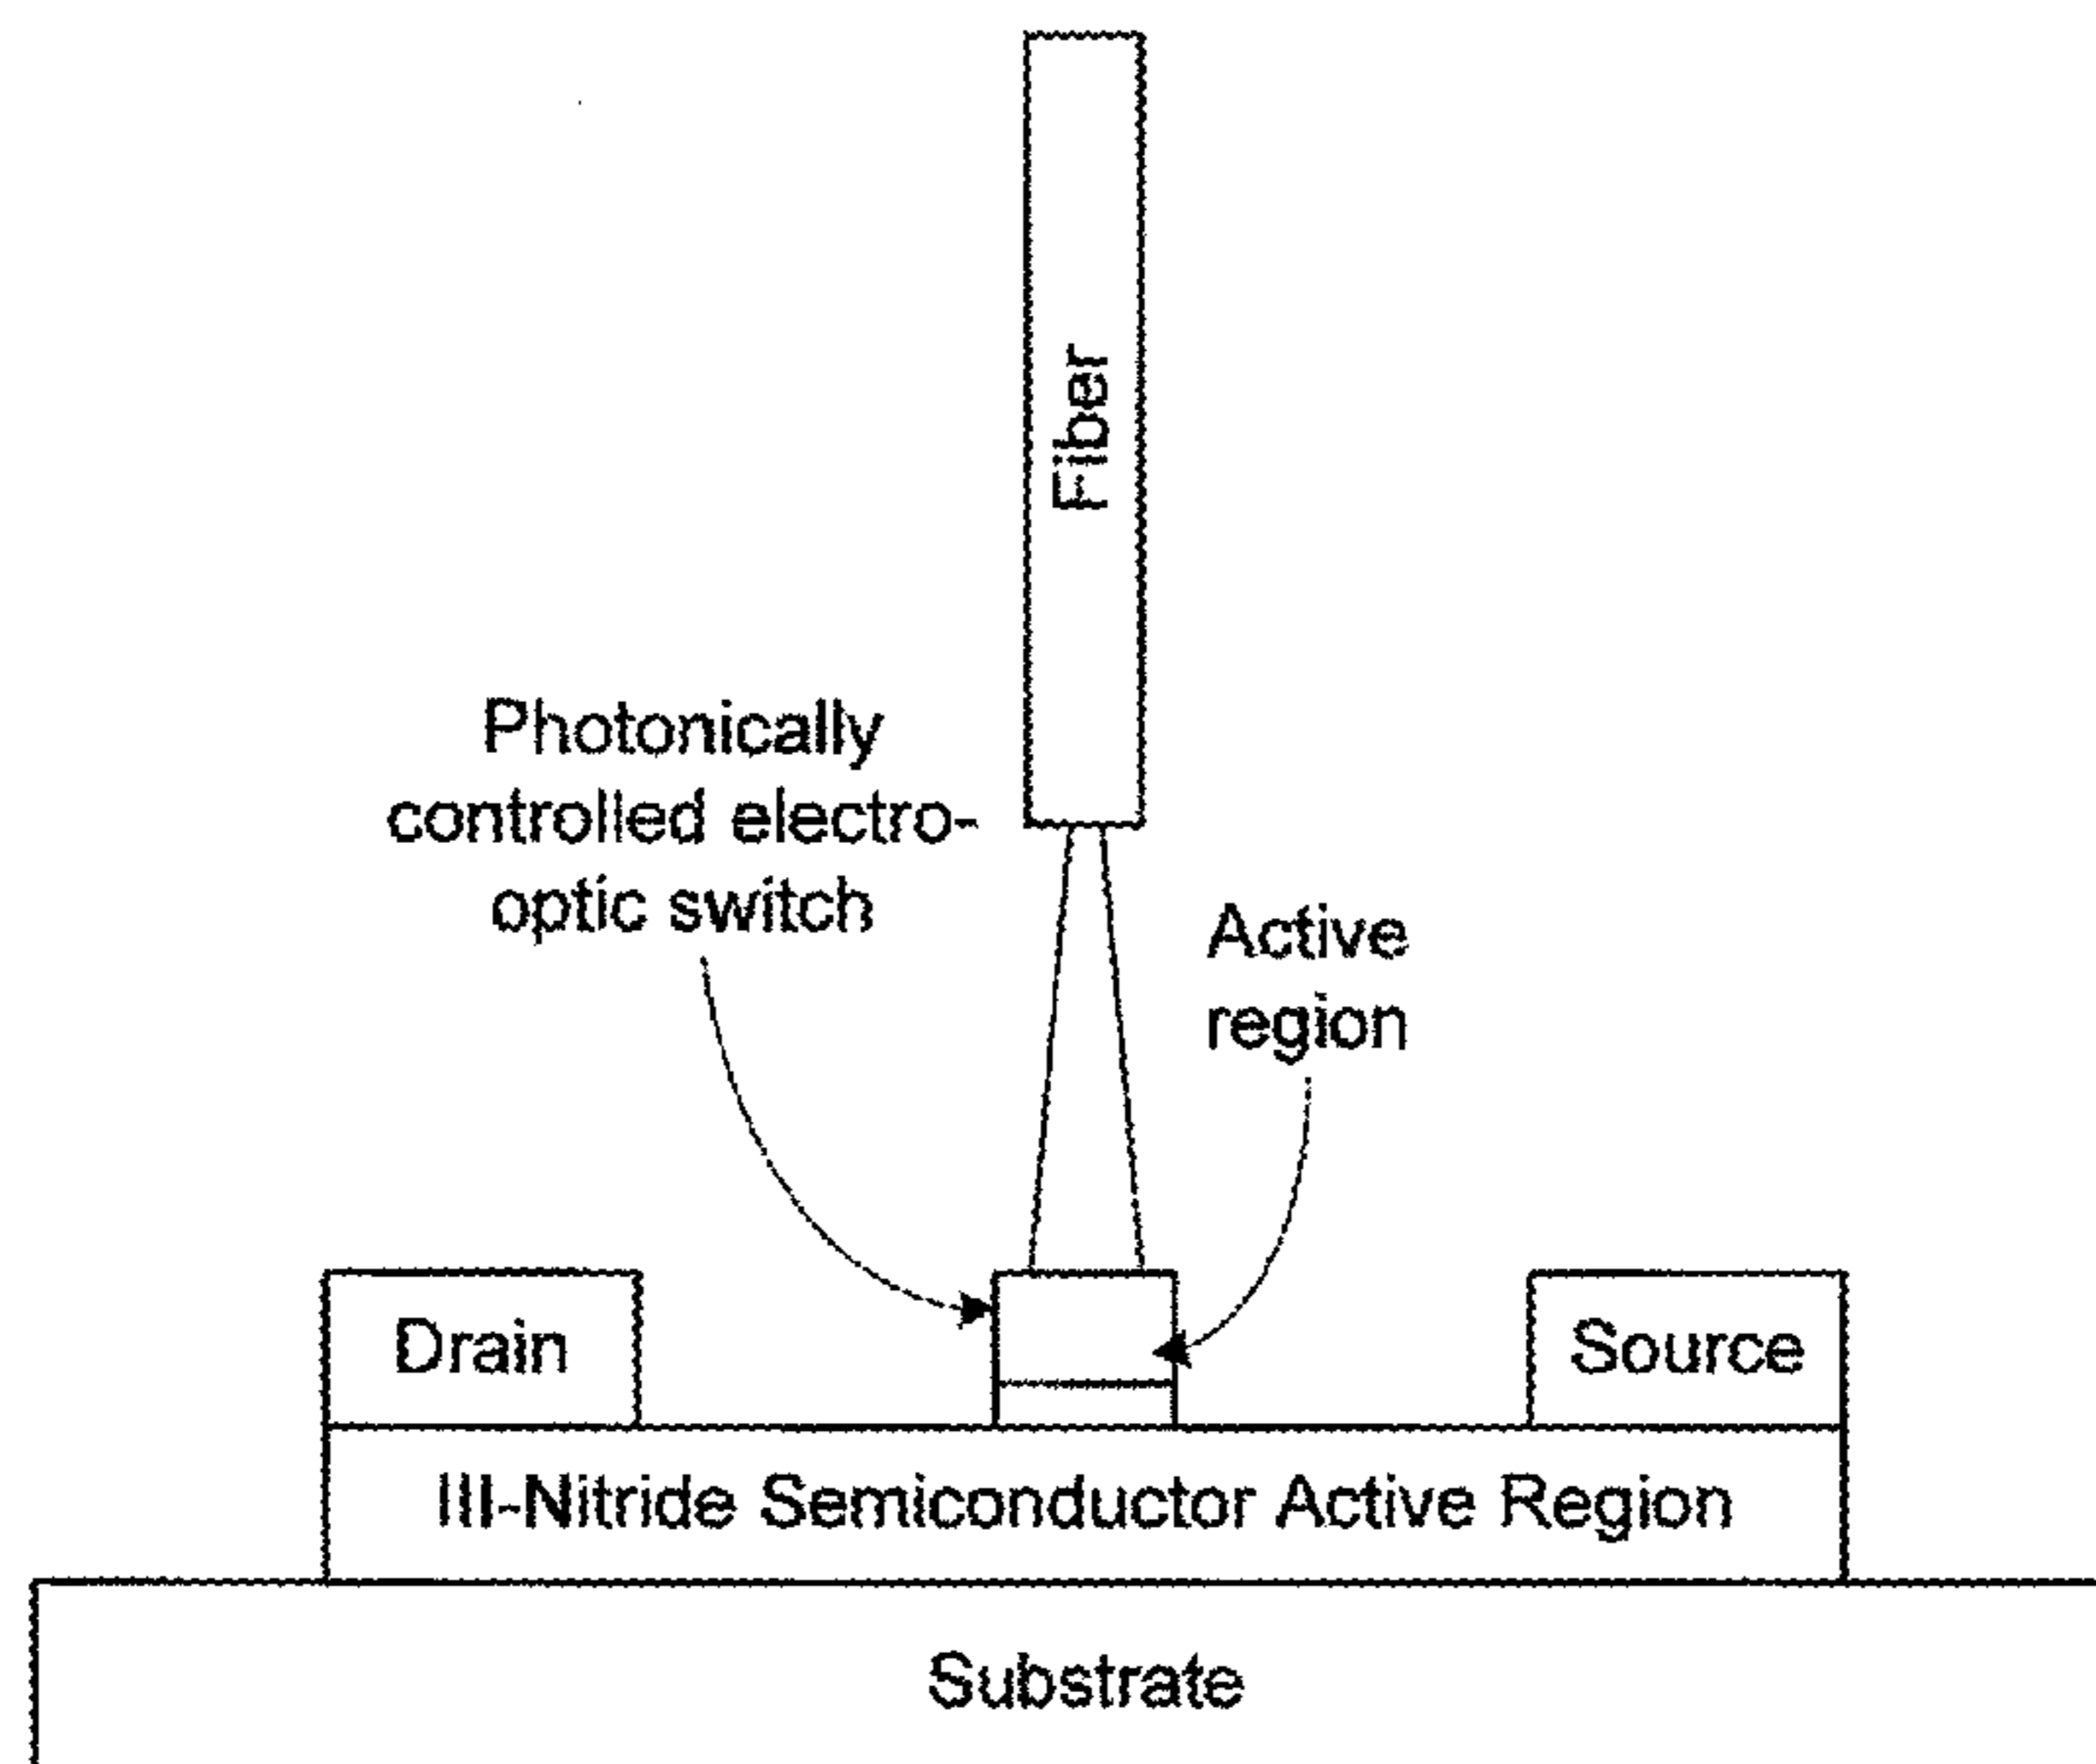 Fiber
Photonically
controlled electro-
optic switch
Active
region
Drain
Source
III-Nitride Semiconductor Active Region
Substrate